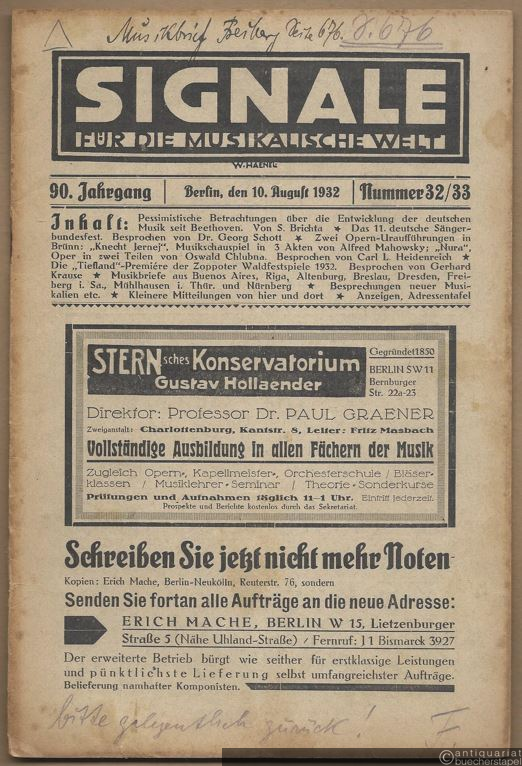 Musikbrief Freiberg Seite 676. S. 676
SIGNALE
FÜR DIE MUSIKALISCHE WELT
W. HAENEL
90. Jahrgang | Berlin, den 10. August 1932 | Nummer 32/33
Inhalt: Pessimistische Betrachtungen über die Entwicklung der deutschen
Musik seit Beethoven. Von S. Brichta ★ Das 11. deutsche Sänger-
bundesfest. Besprochen von Dr. Georg Schott ★ Zwei Opern-Uraufführungen in
Brünn: „Knecht Jernej“, Musikschauspiel in 3 Akten von Alfred Mahowsky; „Nura“,
Oper in zwei Teilen von Oswald Chlubna. Besprochen von Carl L. Heidenreich ★
Die „Tiefland“-Première der Zoppoter Waldfestspiele 1932. Besprochen von Gerhard
Krause ★ Musikbriefe aus Buenos Aires, Riga, Altenburg, Breslau, Dresden, Frei-
berg i. Sa., Mühlhausen i. Thür. und Nürnberg ★ Besprechungen neuer Musi-
kalien etc. ★ Kleinere Mitteilungen von hier und dort ★ Anzeigen, Adressentafel
STERNsches Konservatorium
Gustav Hollaender
Gegründet 1850
BERLIN SW 11
Bernburger
Str. 22a-23
Direktor: Professor Dr. PAUL GRAENER
Zweiganstalt: Charlottenburg, Kantstr. 8, Leiter: Fritz Masbach
Vollständige Ausbildung in allen Fächern der Musik
Zugleich Opern-, Kapellmeister-, Orchesterschule / Bläser-
klassen / Musiklehrer-Seminar / Theorie-Sonderkurse
Prüfungen und Aufnahmen täglich 11-1 Uhr. Eintritt jederzeit.
Prospekte und Berichte kostenlos durch das Sekretariat.
Schreiben Sie jetzt nicht mehr Noten-
Kopien: Erich Mache, Berlin-Neukölln, Reuterstr. 76, sondern
Senden Sie fortan alle Aufträge an die neue Adresse:
ERICH MACHE, BERLIN W 15, Lietzenburger
Straße 5 (Nähe Uhland-Straße) / Fernruf: 11 Bismarck 3927
Der erweiterte Betrieb bürgt wie seither für erstklassige Leistungen
und pünktlichste Lieferung selbst umfangreichster Aufträge.
Belieferung namhafter Komponisten.
bitte gelegentlich zurück! I
©antiquariat
buecherstapel